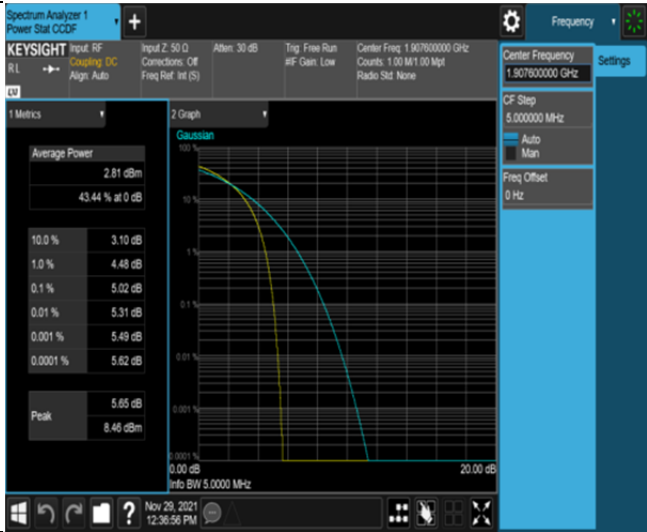 Spectrum Analyzer 1
Power Stat CCDF
Frequency
KEYSIGHT
RL
LV
Input: RF
Coupling: DC
Align: Auto
Input Z: 50 Ω
Corrections: Off
Freq Ref: Int (S)
Atten: 30 dB
Trig: Free Run
#IF Gain: Low
Center Freq: 1.907600000 GHz
Counts: 1.00 M/1.00 Mpt
Radio Std: None
Center Frequency
1.907600000 GHz
Settings
CF Step
5.000000 MHz
Auto
Man
Freq Offset
0 Hz
1 Metrics
Average Power
2.81 dBm
43.44 % at 0 dB
10.0 % 3.10 dB
1.0 % 4.48 dB
0.1 % 5.02 dB
0.01 % 5.31 dB
0.001 % 5.49 dB
0.0001 % 5.62 dB
Peak
5.65 dB
8.46 dBm
2 Graph
Gaussian
100 %
10 %
1 %
0.1 %
0.01 %
0.001 %
0.0001 %
0.00 dB 20.00 dB
Info BW 5.0000 MHz
?
Nov 29, 2021
12:36:56 PM